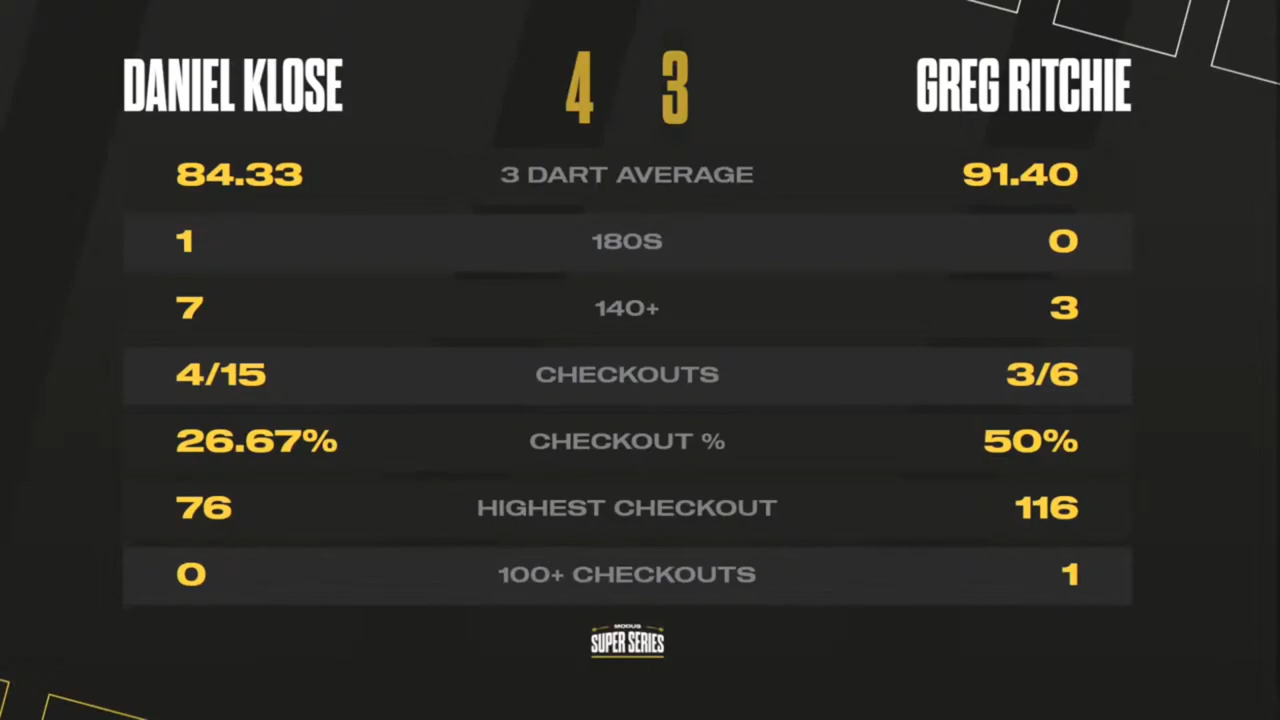 DANIEL KLOSE 4 3 GREG RITCHIE
84.33 3 DART AVERAGE 91.40
1 180S 0
7 140+ 3
4/15 CHECKOUTS 3/6
26.67% CHECKOUT % 50%
76 HIGHEST CHECKOUT 116
0 100+ CHECKOUTS 1
MODUS
SUPER SERIES